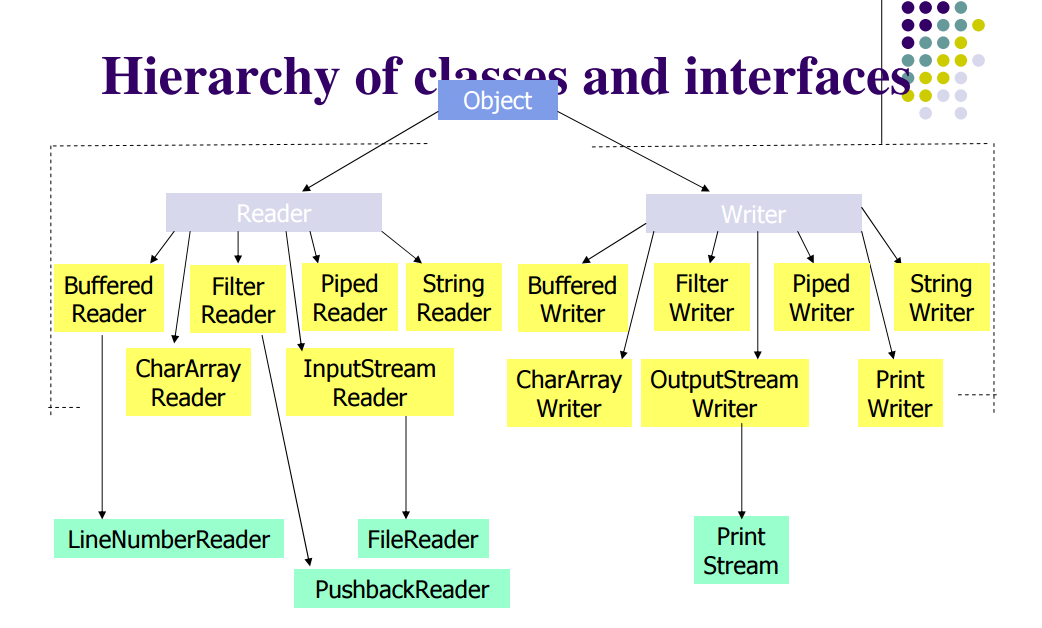 Hierarchy of classes and interfaces
Object
Reader
Writer
Buffered
Reader
Filter
Reader
Piped
Reader
String
Reader
Buffered
Writer
Filter
Writer
Piped
Writer
String
Writer
CharArray
Reader
InputStream
Reader
CharArray
Writer
OutputStream
Writer
Print
Writer
LineNumberReader
FileReader
Print
Stream
PushbackReader